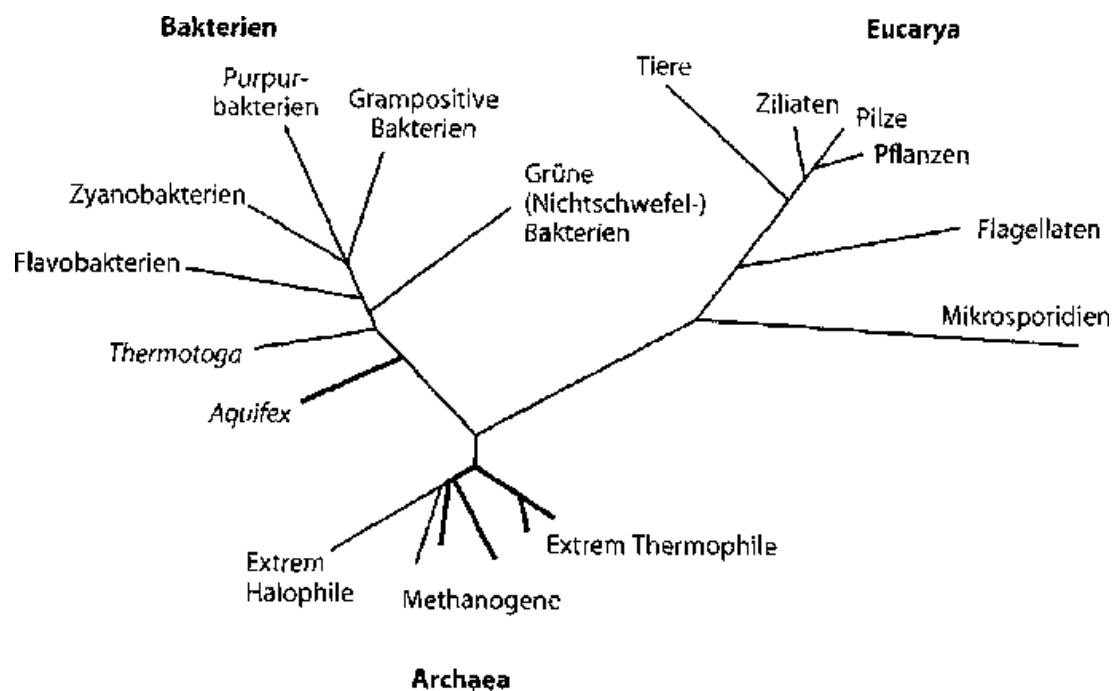 Bakterien
Eucarya
Purpur-
bakterien
Grampositive
Bakterien
Zyanobakterien
Flavobakterien
Grüne
(Nichtschwefel-)
Bakterien
Thermotoga
Aquifex
Tiere
Ziliaten
Pilze
Pflanzen
Flagellaten
Mikrosporidien
Extrem
Halophile
Methanogene
Extrem Thermophile
Archaea